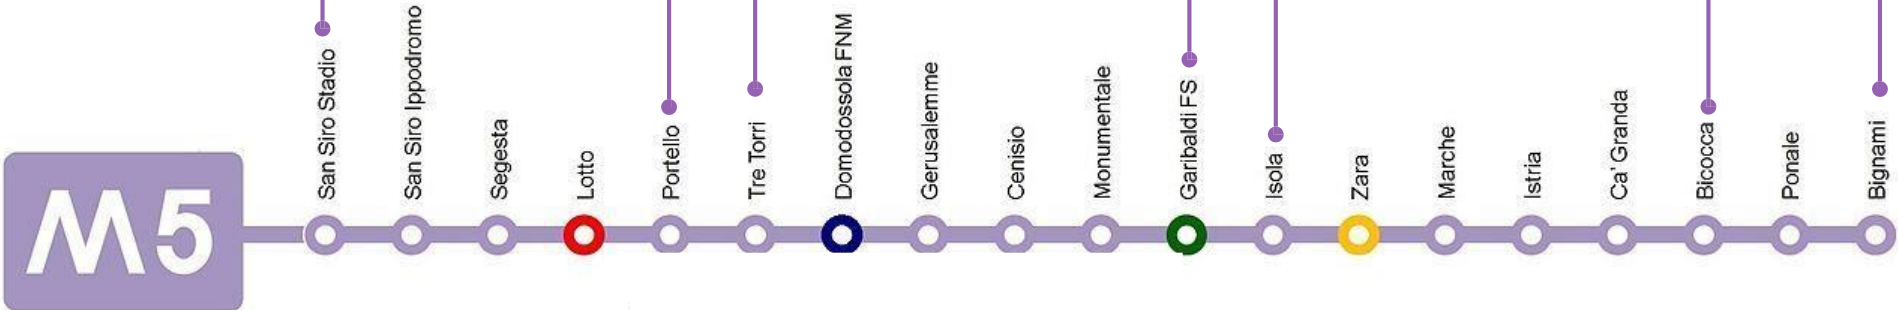 M5
San Siro Stadio
San Siro Ippodromo
Segesta
Lotto
Portello
Tre Torri
Domodossola FNM
Gerusalemme
Cenisio
Monumentale
Garibaldi FS
Isola
Zara
Marche
Istria
Ca' Granda
Bicocca
Ponale
Bignami